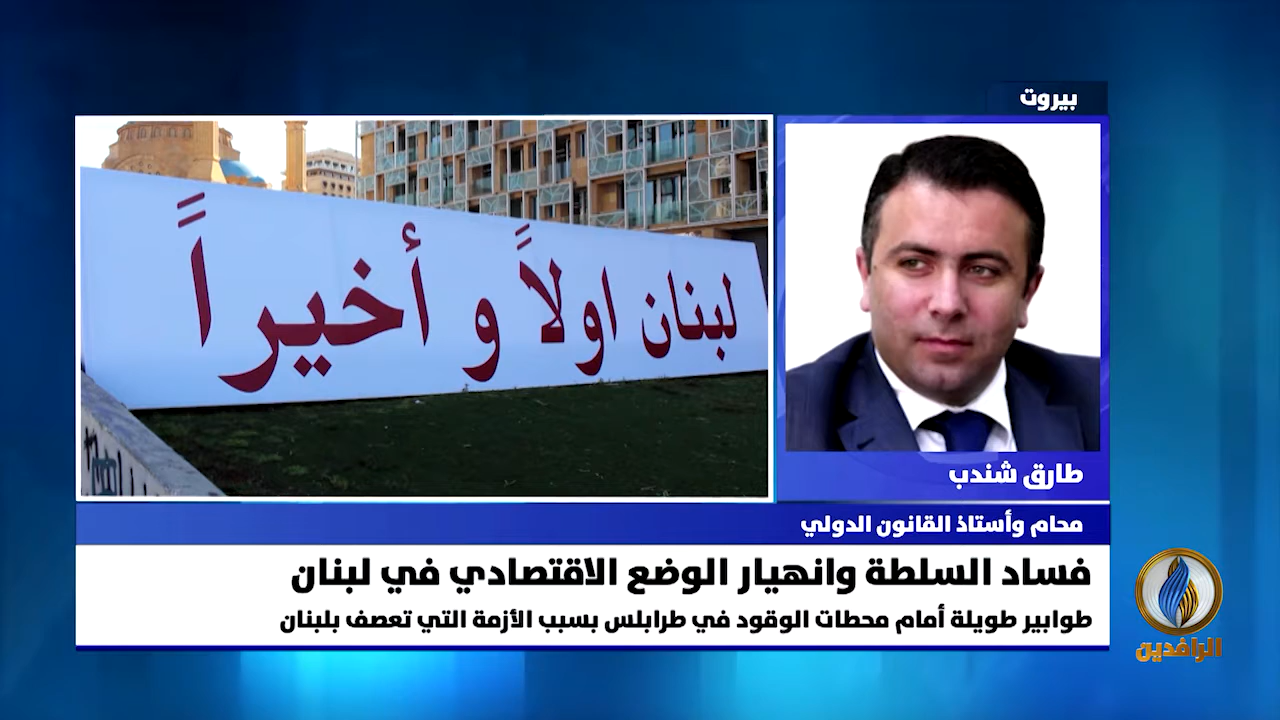 بيروت
لبنان اولاً و أخيراً
طارق شندب
محام وأستاذ القانون الدولي
فساد السلطة وانهيار الوضع الاقتصادي في لبنان
طوابير طويلة أمام محطات الوقود في طرابلس بسبب الأزمة التي تعصف بلبنان
الرافدين